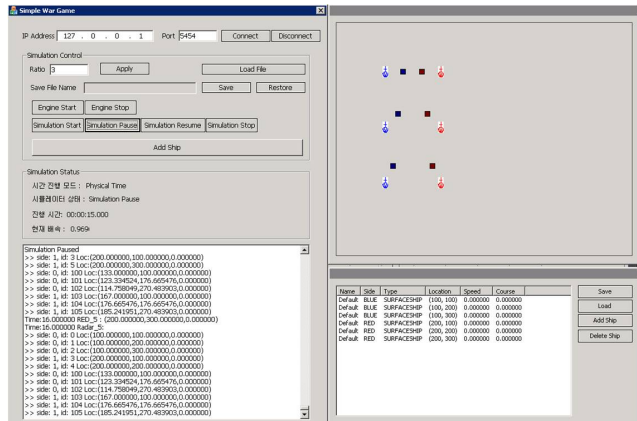 Simple War Game
IP Address 127 . 0 . 0 . 1 Port 5454 Connect Disconnect
Simulation Control
Ratio 3 Apply Load File
Save File Name Save Restore
Engine Start Engine Stop
Simulation Start Simulation Pause Simulation Resume Simulation Stop
Add Ship
Simulation Status
시간 진행 모드 : Physical Time
시뮬레이터 상태 : Simulation Pause
진행 시간: 00:00:15.000
현재 배속 : 0.969
Simulation Paused
>> side: 1, id: 3 Loc:(200.000000,100.000000,0.000000)
>> side: 1, id: 5 Loc:(200.000000,300.000000,0.000000)
>> side: 0, id: 100 Loc:(133.000000,100.000000,0.000000)
>> side: 0, id: 101 Loc:(123.334524,176.665476,0.000000)
>> side: 0, id: 102 Loc:(114.758049,270.483903,0.000000)
>> side: 1, id: 103 Loc:(167.000000,100.000000,0.000000)
>> side: 1, id: 104 Loc:(176.665476,176.665476,0.000000)
>> side: 1, id: 105 Loc:(185.241951,270.483903,0.000000)
Time:16.000000 RED_5 : (200.000000,300.000000,0.000000)
Time:16.000000 Radar_5:
>> side: 0, id: 0 Loc:(100.000000,100.000000,0.000000)
>> side: 0, id: 1 Loc:(100.000000,200.000000,0.000000)
>> side: 0, id: 2 Loc:(100.000000,300.000000,0.000000)
>> side: 1, id: 3 Loc:(200.000000,100.000000,0.000000)
>> side: 1, id: 4 Loc:(200.000000,200.000000,0.000000)
>> side: 0, id: 100 Loc:(133.000000,100.000000,0.000000)
>> side: 0, id: 101 Loc:(123.334524,176.665476,0.000000)
>> side: 0, id: 102 Loc:(114.758049,270.483903,0.000000)
>> side: 1, id: 103 Loc:(167.000000,100.000000,0.000000)
>> side: 1, id: 104 Loc:(176.665476,176.665476,0.000000)
>> side: 1, id: 105 Loc:(185.241951,270.483903,0.000000)
Name Side Type Location Speed Course
Default BLUE SURFACESHIP (100, 100) 0.000000 0.000000
Default BLUE SURFACESHIP (100, 200) 0.000000 0.000000
Default BLUE SURFACESHIP (100, 300) 0.000000 0.000000
Default RED SURFACESHIP (200, 100) 0.000000 0.000000
Default RED SURFACESHIP (200, 200) 0.000000 0.000000
Default RED SURFACESHIP (200, 300) 0.000000 0.000000
Save
Load
Add Ship
Delete Ship